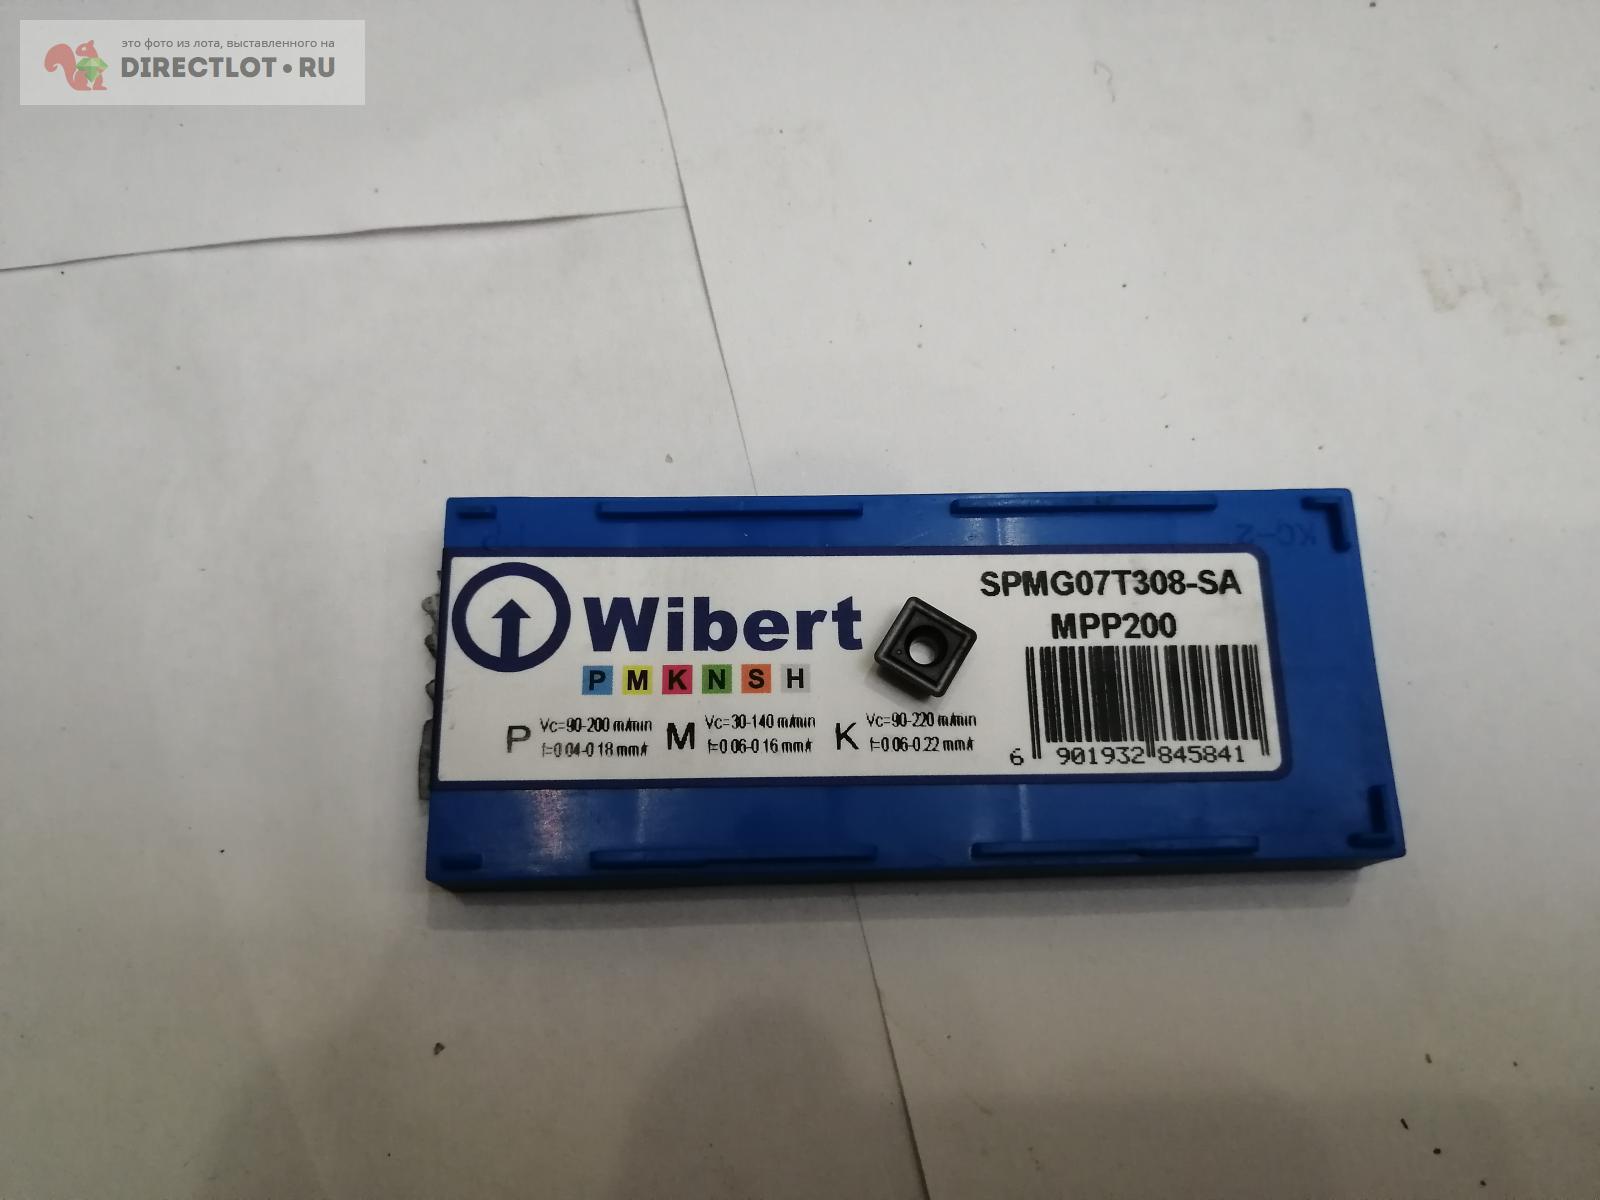 это фото из лота, выставленного на
DIRECTLOT•RU
KC-2
Wibert
P M K N S H
SPMG07T308-SA
MPP200
P Vc=90-200 m/min
f=0.04-0.18 mm/r
M Vc=30-140 m/min
f=0.06-0.16 mm/r
K Vc=90-220 m/min
f=0.06-0.22 mm/r
6 901932 845841